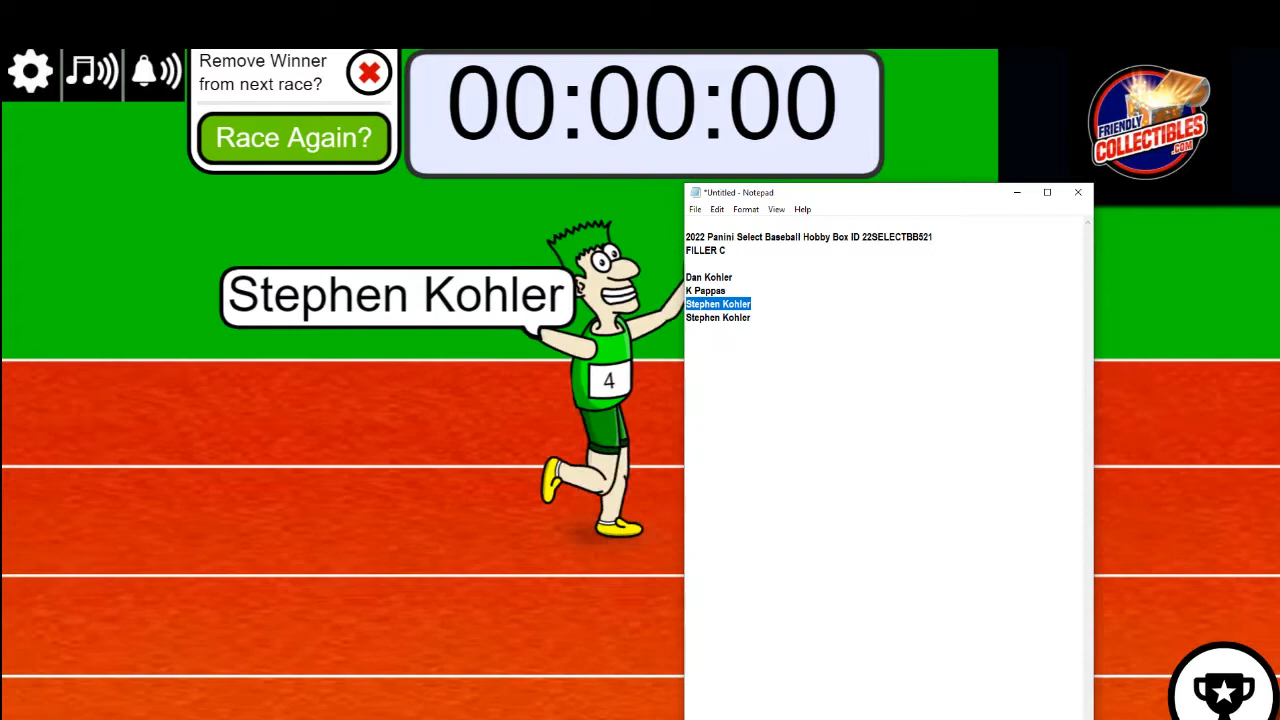 Remove Winner
from next race?
Race Again?
00:00:00
FRIENDLY
COLLECTIBLES
.COM
*Untitled - Notepad
File Edit Format View Help
2022 Panini Select Baseball Hobby Box ID 22SELECTBB521
FILLER C
Dan Kohler
K Pappas
Stephen Kohler
Stephen Kohler
Stephen Kohler
4